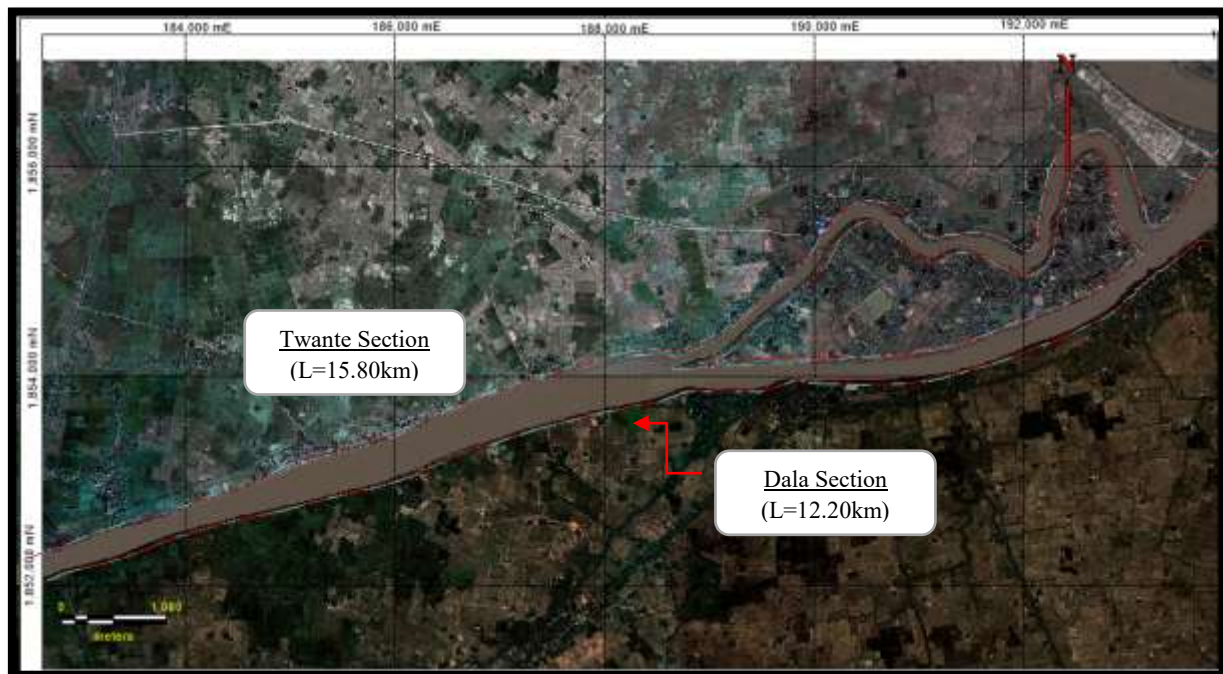 184,000 mE
186,000 mE
188,000 mE
190,000 mE
192,000 mE
N
1,856,000 mN
1,854,000 mN
1,852,000 mN
Twante Section
(L=15.80km)
Dala Section
(L=12.20km)
0 1,000
meters